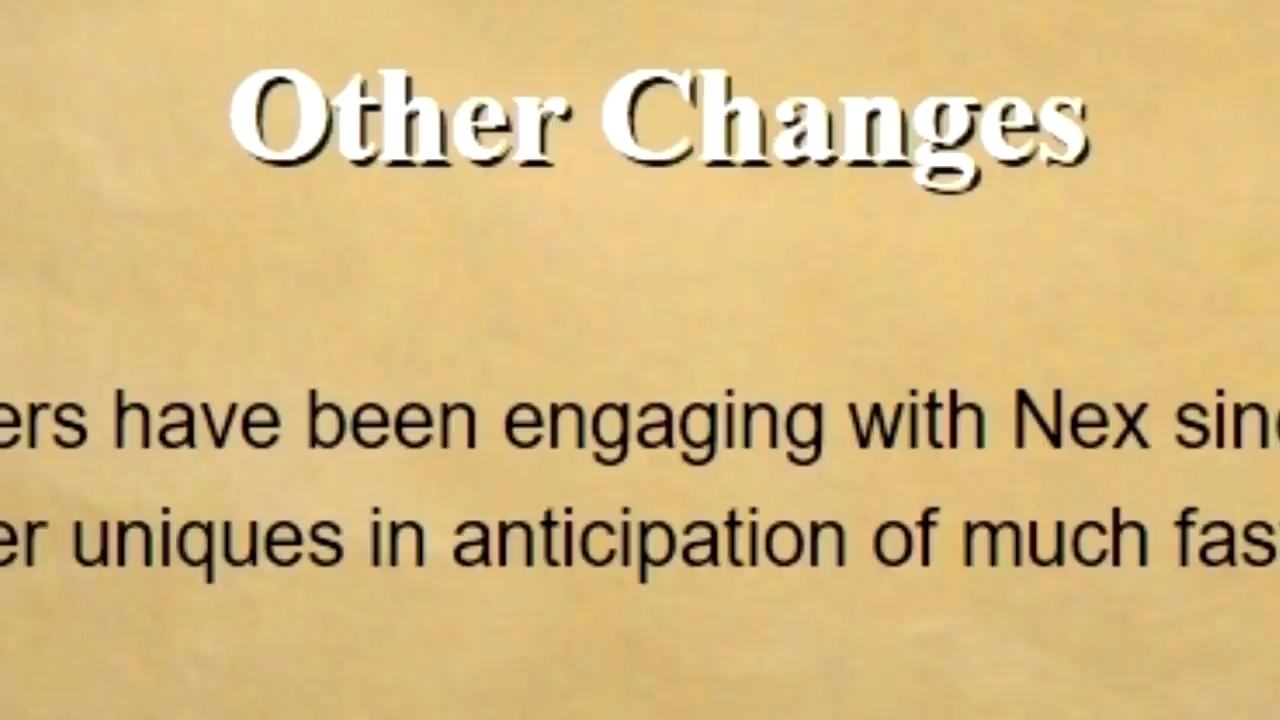 Other Changes
ers have been engaging with Nex sinc
er uniques in anticipation of much fas